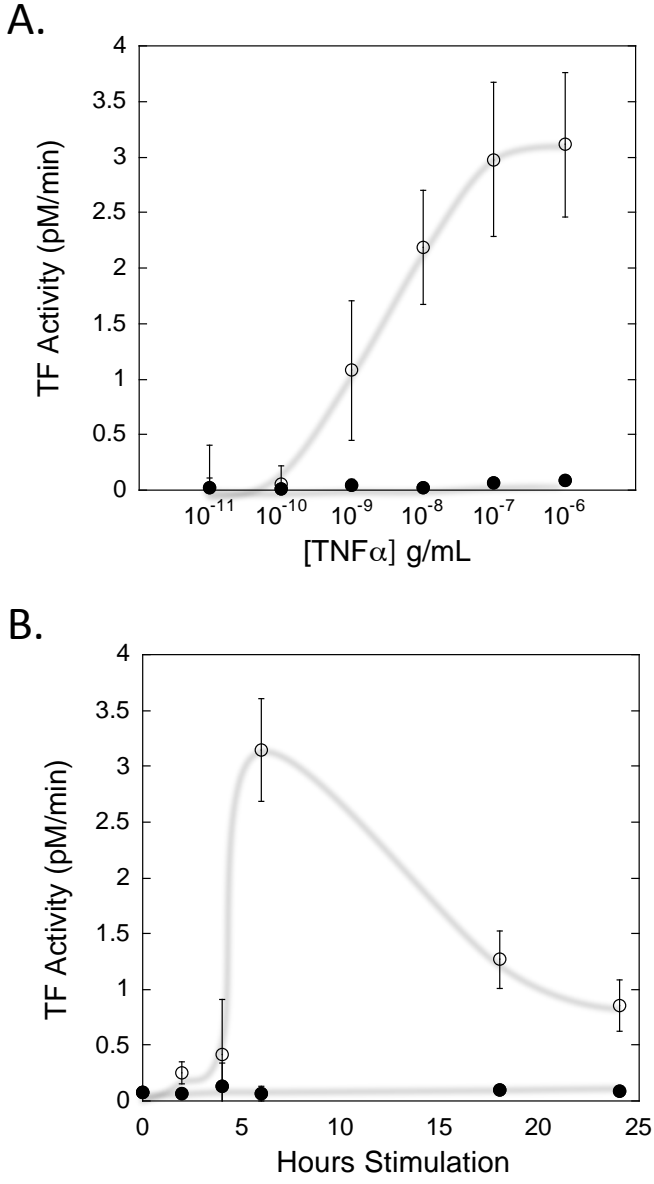 A.
4
3.5
3
2.5
2
1.5
1
0.5
0
TF Activity (pM/min)
10⁻¹¹ 10⁻¹⁰ 10⁻⁹ 10⁻⁸ 10⁻⁷ 10⁻⁶
[TNFα] g/mL
B.
4
3.5
3
2.5
2
1.5
1
0.5
0
TF Activity (pM/min)
0 5 10 15 20 25
Hours Stimulation